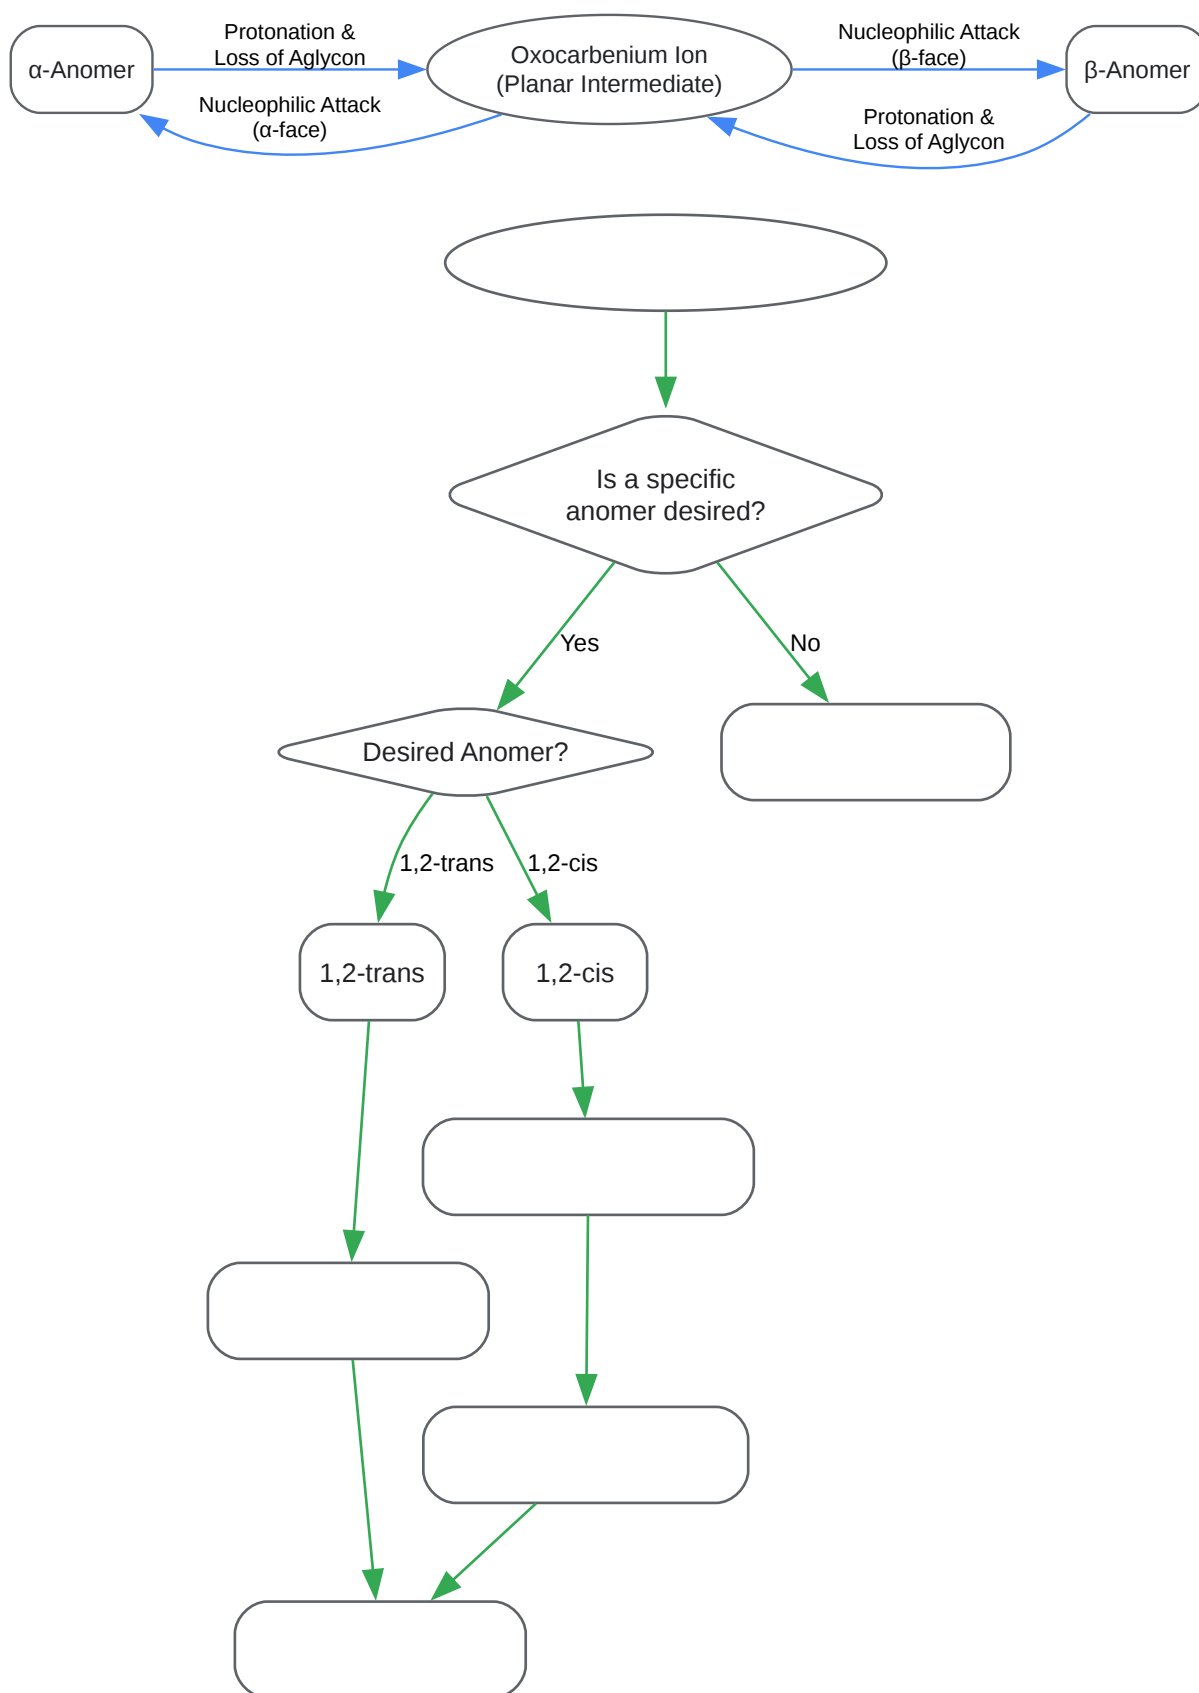 α-Anomer
Protonation &
Loss of Aglycon
Oxocarbenium Ion
(Planar Intermediate)
Nucleophilic Attack
(β-face)
β-Anomer
Nucleophilic Attack
(α-face)
Protonation &
Loss of Aglycon
Is a specific
anomer desired?
Yes
No
Desired Anomer?
1,2-trans
1,2-cis
1,2-trans
1,2-cis